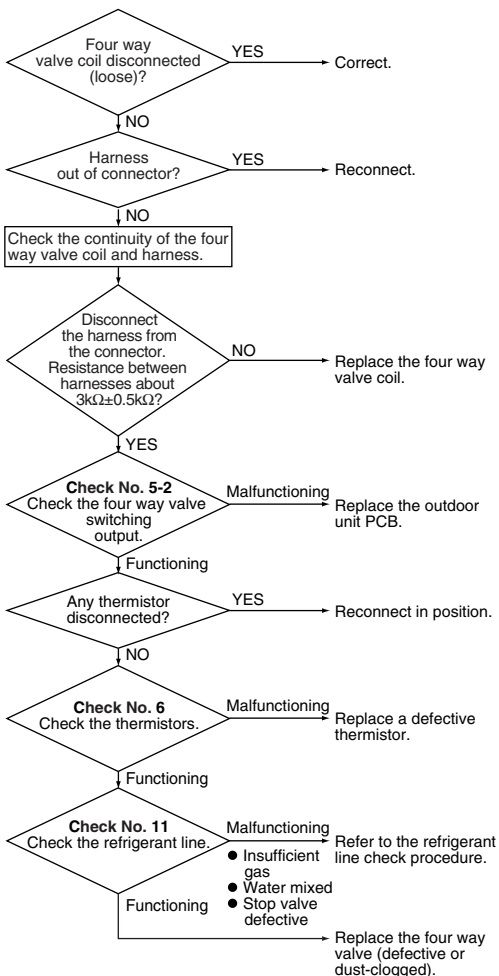 Four way
valve coil disconnected
(loose)?
YES
Correct.
NO
Harness
out of connector?
YES
Reconnect.
NO
Check the continuity of the four
way valve coil and harness.
Disconnect
the harness from
the connector.
Resistance between
harnesses about
3kΩ±0.5kΩ?
NO
Replace the four way
valve coil.
YES
Check No. 5-2
Check the four way valve
switching
output.
Malfunctioning
Replace the outdoor
unit PCB.
Functioning
Any thermistor
disconnected?
YES
Reconnect in position.
NO
Check No. 6
Check the thermistors.
Malfunctioning
Replace a defective
thermistor.
Functioning
Check No. 11
Check the refrigerant line.
Malfunctioning
● Insufficient
gas
● Water mixed
● Stop valve
defective
Refer to the refrigerant
line check procedure.
Functioning
Replace the four way
valve (defective or
dust-clogged).